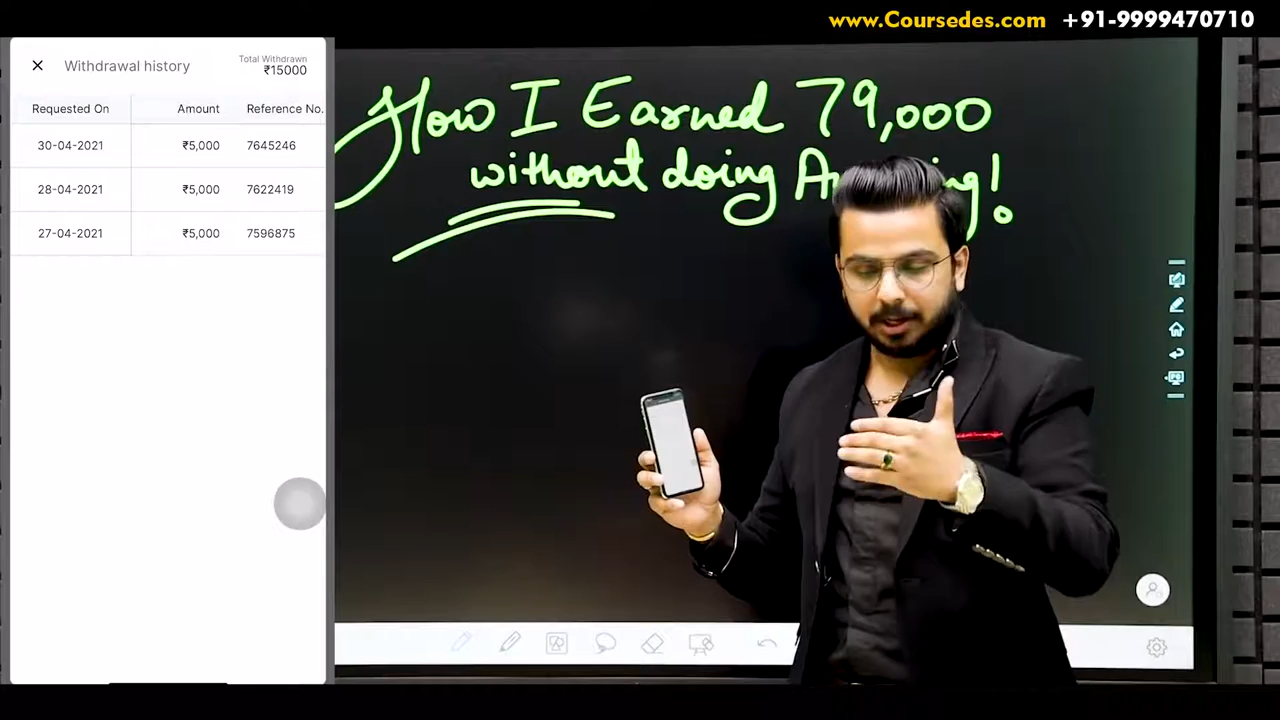 www.Coursedes.com +91-9999470710
Withdrawal history
Total Withdrawn
₹15000
Requested On Amount Reference No.
30-04-2021 ₹5,000 7645246
28-04-2021 ₹5,000 7622419
27-04-2021 ₹5,000 7596875
How I Earned 79,000
without doing